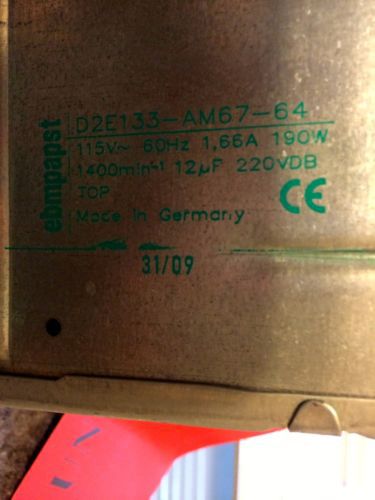 ebmpapst
D2E133-AM67-64
115V~ 60Hz 1,66A 190W
1400min⁻¹ 12µF 220VDB
TOP
Made in Germany
CE
31/09